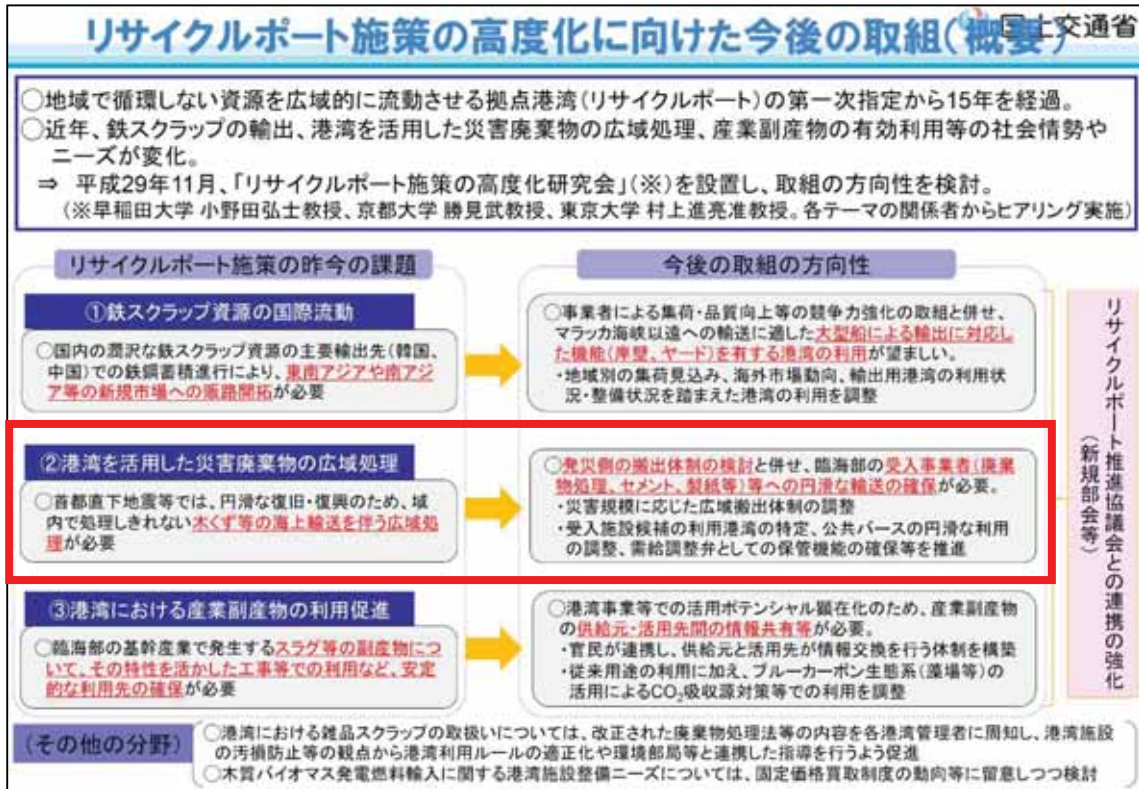 リサイクルポート施策の高度化に向けた今後の取組(概要)
国土交通省
○地域で循環しない資源を広域的に流動させる拠点港湾(リサイクルポート)の第一次指定から15年を経過。
○近年、鉄スクラップの輸出、港湾を活用した災害廃棄物の広域処理、産業副産物の有効利用等の社会情勢や
ニーズが変化。
⇒ 平成29年11月、「リサイクルポート施策の高度化研究会」(※)を設置し、取組の方向性を検討。
(※早稲田大学 小野田弘士教授、京都大学 勝見武教授、東京大学 村上進亮准教授。各テーマの関係者からヒアリング実施)
リサイクルポート施策の昨今の課題
①鉄スクラップ資源の国際流動
○国内の潤沢な鉄スクラップ資源の主要輸出先(韓国、
中国)での鉄鋼蓄積進行により、東南アジアや南アジ
ア等の新規市場への販路開拓が必要
②港湾を活用した災害廃棄物の広域処理
○首都直下地震等では、円滑な復旧・復興のため、域
内で処理しきれない木くず等の海上輸送を伴う広域処
理が必要
③港湾における産業副産物の利用促進
○臨海部の基幹産業で発生するスラグ等の副産物につ
いて、その特性を活かした工事等での利用など、安定
的な利用先の確保が必要
今後の取組の方向性
○事業者による集荷・品質向上等の競争力強化の取組と併せ、
マラッカ海峡以遠への輸送に適した大型船による輸出に対応し
た機能(岸壁、ヤード)を有する港湾の利用が望ましい。
・地域別の集荷見込み、海外市場動向、輸出用港湾の利用状
況・整備状況を踏まえた港湾の利用を調整
○発災側の搬出体制の検討と併せ、臨海部の受入事業者(廃棄
物処理、セメント、製紙等)等への円滑な輸送の確保が必要。
・災害規模に応じた広域搬出体制の調整
・受入施設候補の利用港湾の特定、公共バースの円滑な利用
の調整、需給調整弁としての保管機能の確保等を推進
○港湾事業等での活用ポテンシャル顕在化のため、産業副産物
の供給元・活用先間の情報共有等が必要。
・官民が連携し、供給元と活用先が情報交換を行う体制を構築
・従来用途の利用に加え、ブルーカーボン生態系(藻場等)の
活用によるCO₂吸収源対策等での利用を調整
リサイクルポート推進協議会との連携の強化
(新規部会等)
(その他の分野)
○港湾における雑品スクラップの取扱いについては、改正された廃棄物処理法等の内容を各港湾管理者に周知し、港湾施設
の汚損防止等の観点から港湾利用ルールの適正化や環境部局等と連携した指導を行うよう促進
○木質バイオマス発電燃料輸入に関する港湾施設整備ニーズについては、固定価格買取制度の動向等に留意しつつ検討